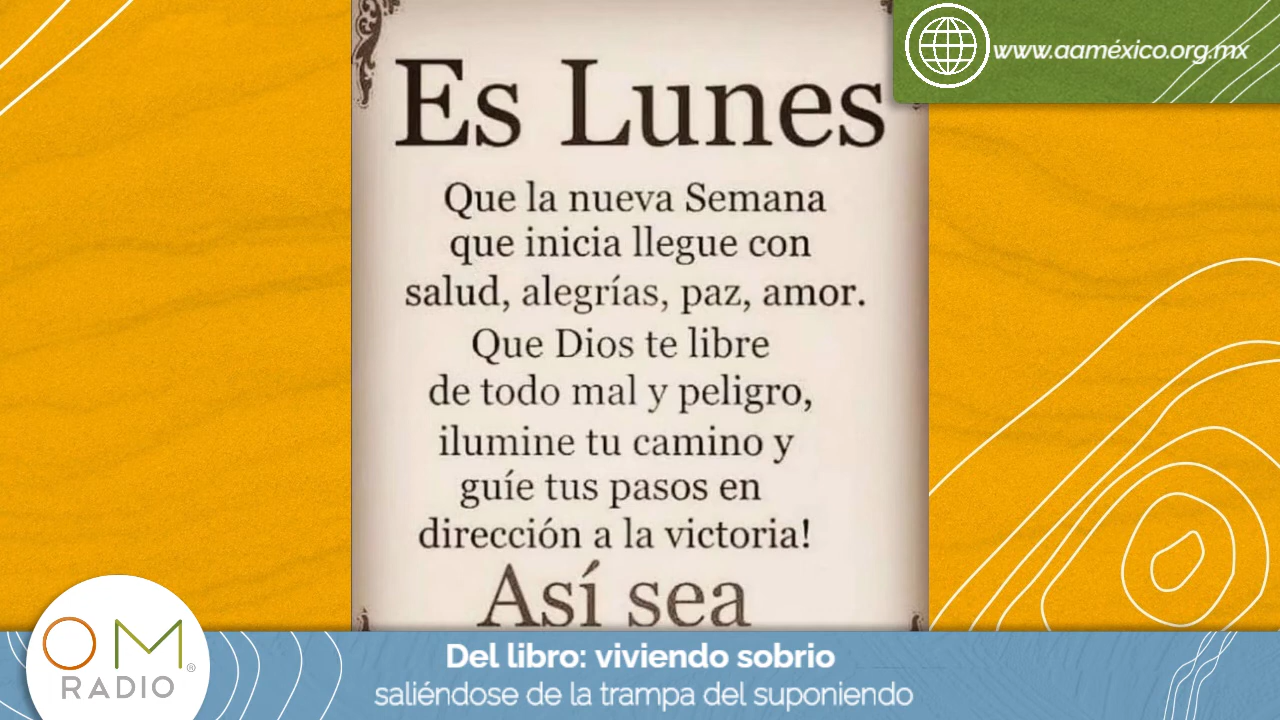 www.aaméxico.org.mx
Es Lunes
Que la nueva Semana
que inicia llegue con
salud, alegrías, paz, amor.
Que Dios te libre
de todo mal y peligro,
ilumine tu camino y
guíe tus pasos en
dirección a la victoria!
Así sea
OM®
RADIO
Del libro: viviendo sobrio
saliéndose de la trampa del suponiendo